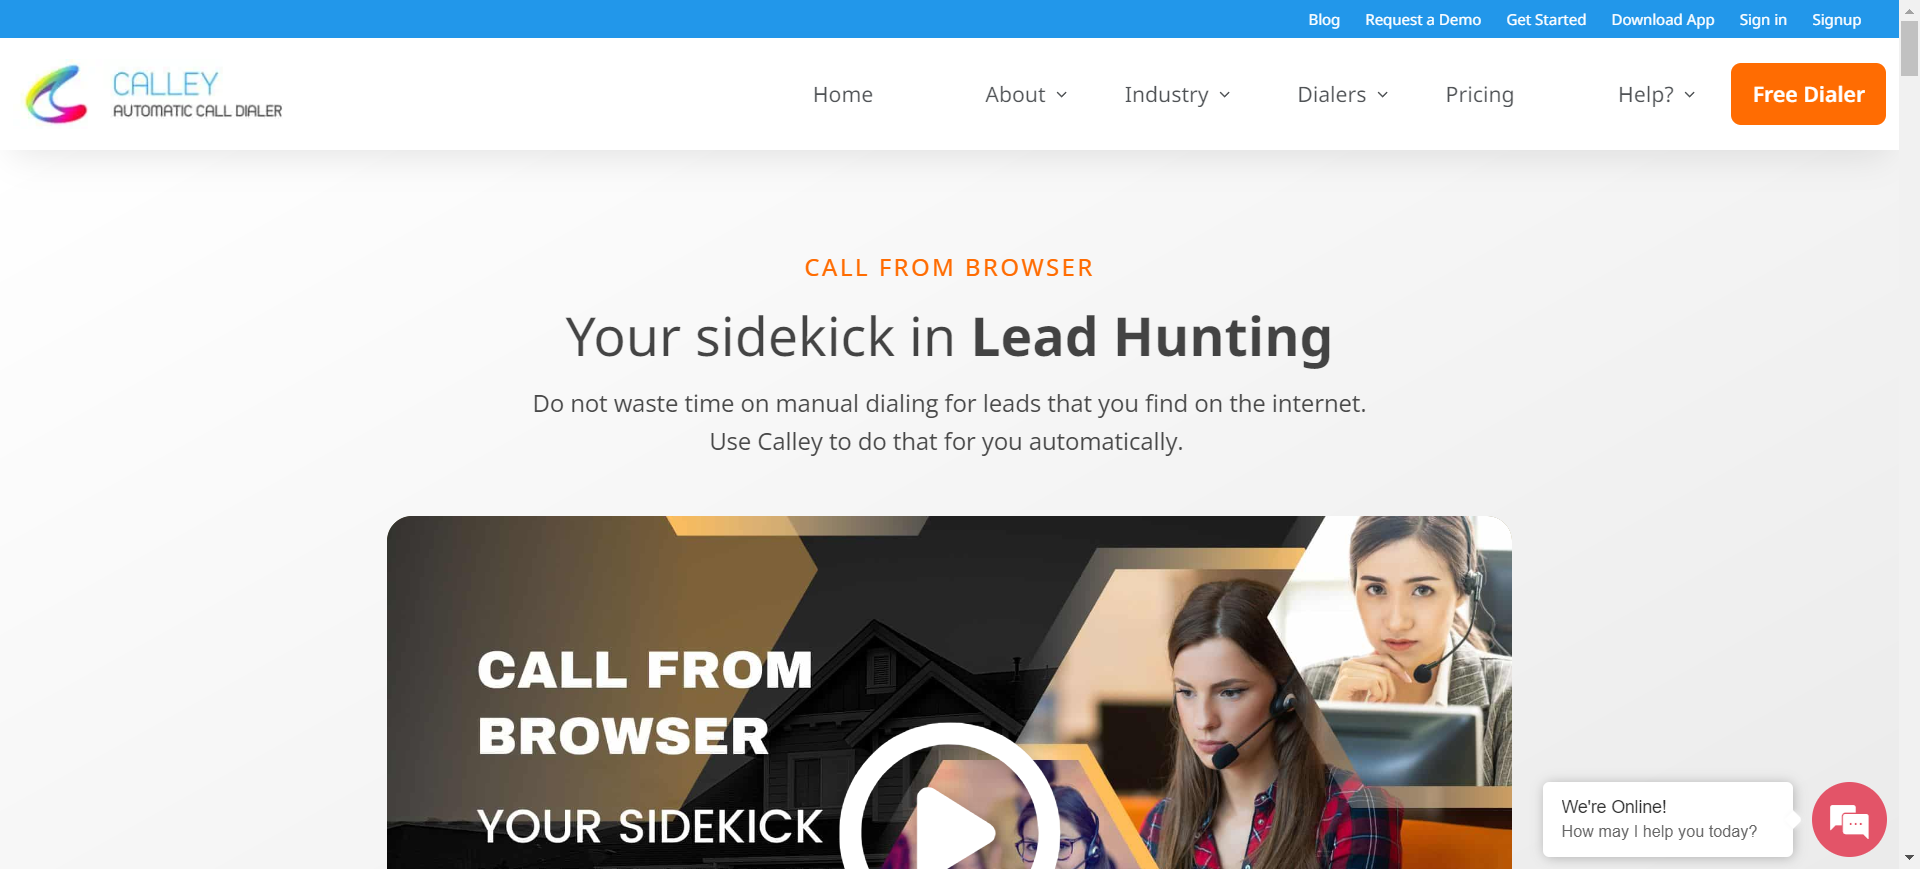 Blog Request a Demo Get Started Download App Sign in Signup
CALLEY
AUTOMATIC CALL DIALER
Home About Industry Dialers Pricing Help? Free Dialer
CALL FROM BROWSER
Your sidekick in Lead Hunting
Do not waste time on manual dialing for leads that you find on the internet.
Use Calley to do that for you automatically.
CALL FROM
BROWSER
YOUR SIDEKICK
We're Online!
How may I help you today?